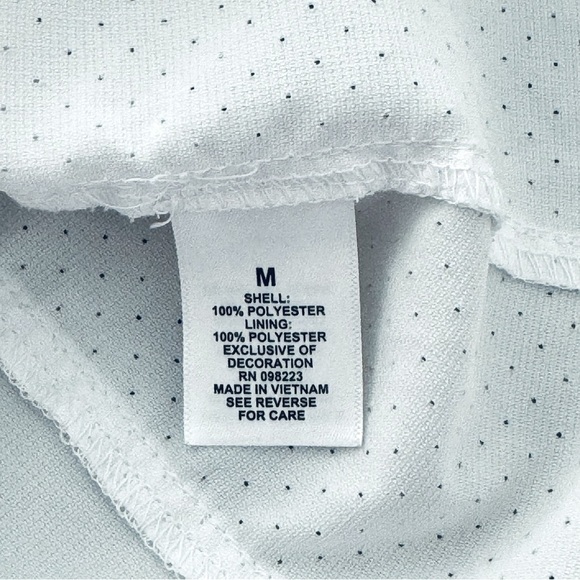 M
SHELL:
100% POLYESTER
LINING:
100% POLYESTER
EXCLUSIVE OF
DECORATION
RN 098223
MADE IN VIETNAM
SEE REVERSE
FOR CARE